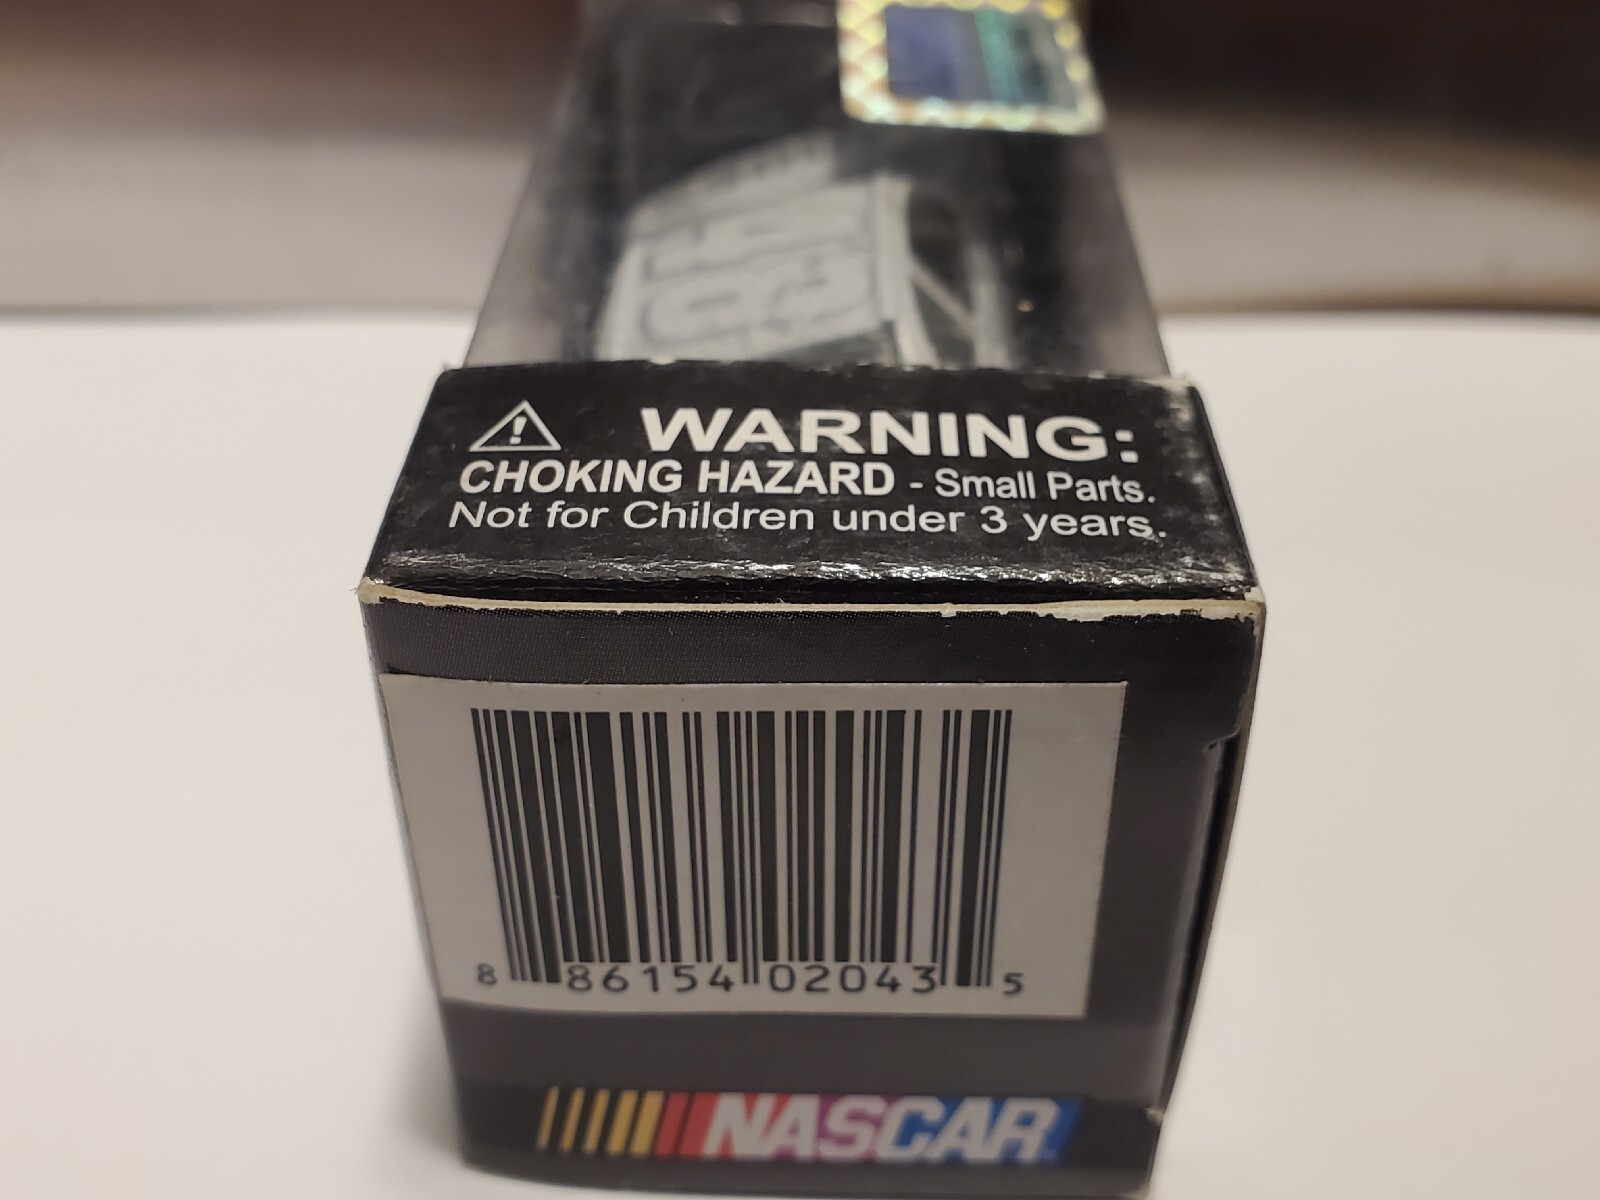 WARNING:
CHOKING HAZARD - Small Parts.
Not for Children under 3 years.
8 86154 02043 5
NASCAR